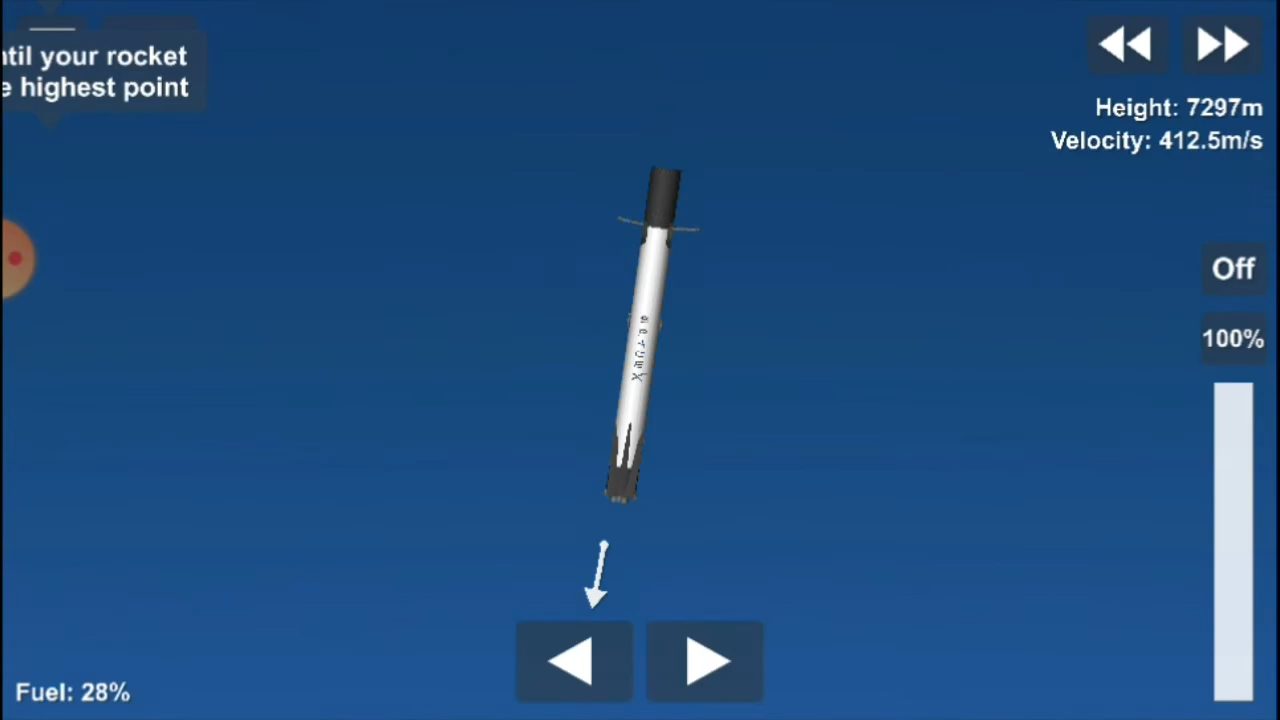 ntil your rocket
e highest point
Height: 7297m
Velocity: 412.5m/s
Off
100%
Fuel: 28%